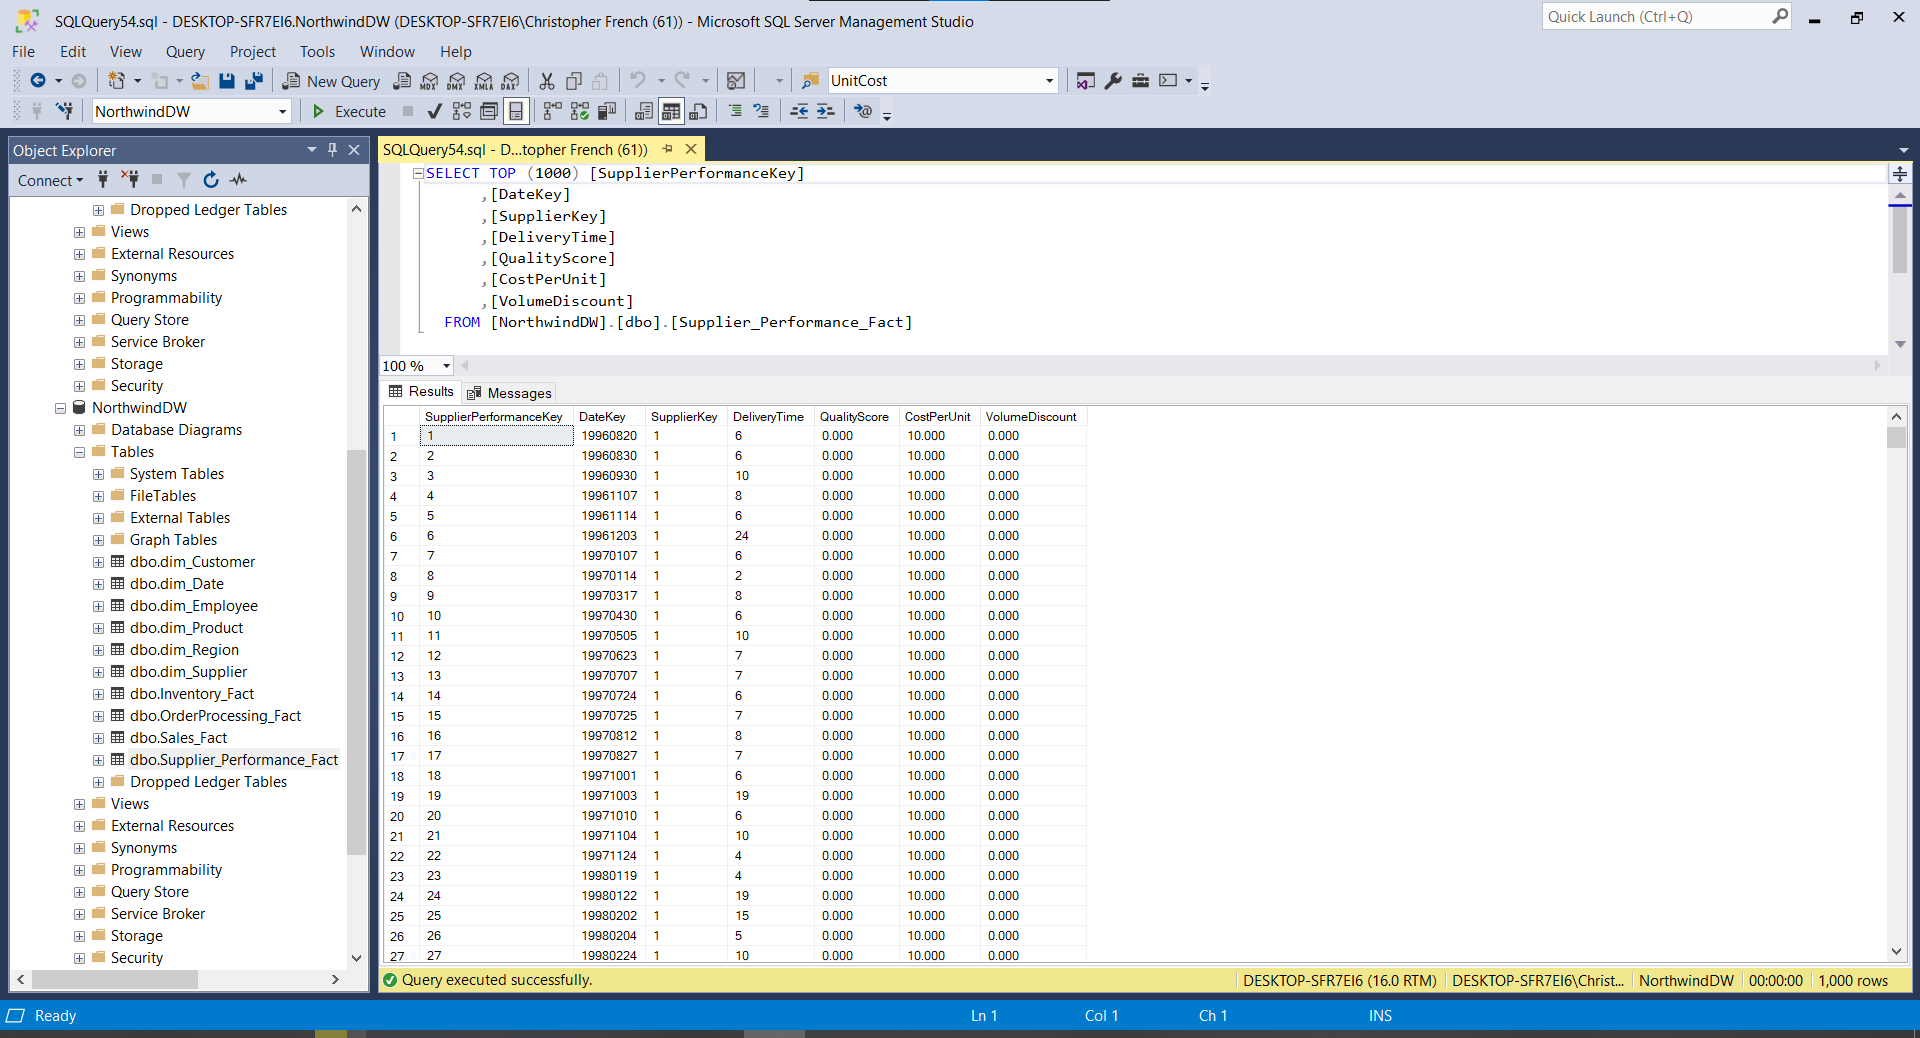 SQLQuery54.sql - DESKTOP-SFR7EI6.NorthwindDW (DESKTOP-SFR7EI6\Christopher French (61)) - Microsoft SQL Server Management Studio
Quick Launch (Ctrl+Q)
File Edit View Query Project Tools Window Help
New Query MDX DMX XMLA DAX UnitCost
NorthwindDW Execute
Object Explorer
Connect
Dropped Ledger Tables
Views
External Resources
Synonyms
Programmability
Query Store
Service Broker
Storage
Security
NorthwindDW
Database Diagrams
Tables
System Tables
FileTables
External Tables
Graph Tables
dbo.dim_Customer
dbo.dim_Date
dbo.dim_Employee
dbo.dim_Product
dbo.dim_Region
dbo.dim_Supplier
dbo.Inventory_Fact
dbo.OrderProcessing_Fact
dbo.Sales_Fact
dbo.Supplier_Performance_Fact
Dropped Ledger Tables
Views
External Resources
Synonyms
Programmability
Query Store
Service Broker
Storage
Security
SQLQuery54.sql - D...topher French (61))
SELECT TOP (1000) [SupplierPerformanceKey]
,[DateKey]
,[SupplierKey]
,[DeliveryTime]
,[QualityScore]
,[CostPerUnit]
,[VolumeDiscount]
FROM [NorthwindDW].[dbo].[Supplier_Performance_Fact]
100 %
Results Messages
SupplierPerformanceKey DateKey SupplierKey DeliveryTime QualityScore CostPerUnit VolumeDiscount
1 1 19960820 1 6 0.000 10.000 0.000
2 2 19960830 1 6 0.000 10.000 0.000
3 3 19960930 1 10 0.000 10.000 0.000
4 4 19961107 1 8 0.000 10.000 0.000
5 5 19961114 1 6 0.000 10.000 0.000
6 6 19961203 1 24 0.000 10.000 0.000
7 7 19970107 1 6 0.000 10.000 0.000
8 8 19970114 1 2 0.000 10.000 0.000
9 9 19970317 1 8 0.000 10.000 0.000
10 10 19970430 1 6 0.000 10.000 0.000
11 11 19970505 1 10 0.000 10.000 0.000
12 12 19970623 1 7 0.000 10.000 0.000
13 13 19970707 1 7 0.000 10.000 0.000
14 14 19970724 1 6 0.000 10.000 0.000
15 15 19970725 1 7 0.000 10.000 0.000
16 16 19970812 1 8 0.000 10.000 0.000
17 17 19970827 1 7 0.000 10.000 0.000
18 18 19971001 1 6 0.000 10.000 0.000
19 19 19971003 1 19 0.000 10.000 0.000
20 20 19971010 1 6 0.000 10.000 0.000
21 21 19971104 1 10 0.000 10.000 0.000
22 22 19971124 1 4 0.000 10.000 0.000
23 23 19980119 1 4 0.000 10.000 0.000
24 24 19980122 1 19 0.000 10.000 0.000
25 25 19980202 1 15 0.000 10.000 0.000
26 26 19980204 1 5 0.000 10.000 0.000
27 27 19980224 1 10 0.000 10.000 0.000
Query executed successfully. DESKTOP-SFR7EI6 (16.0 RTM) DESKTOP-SFR7EI6\Christ... NorthwindDW 00:00:00 1,000 rows
Ready Ln 1 Col 1 Ch 1 INS